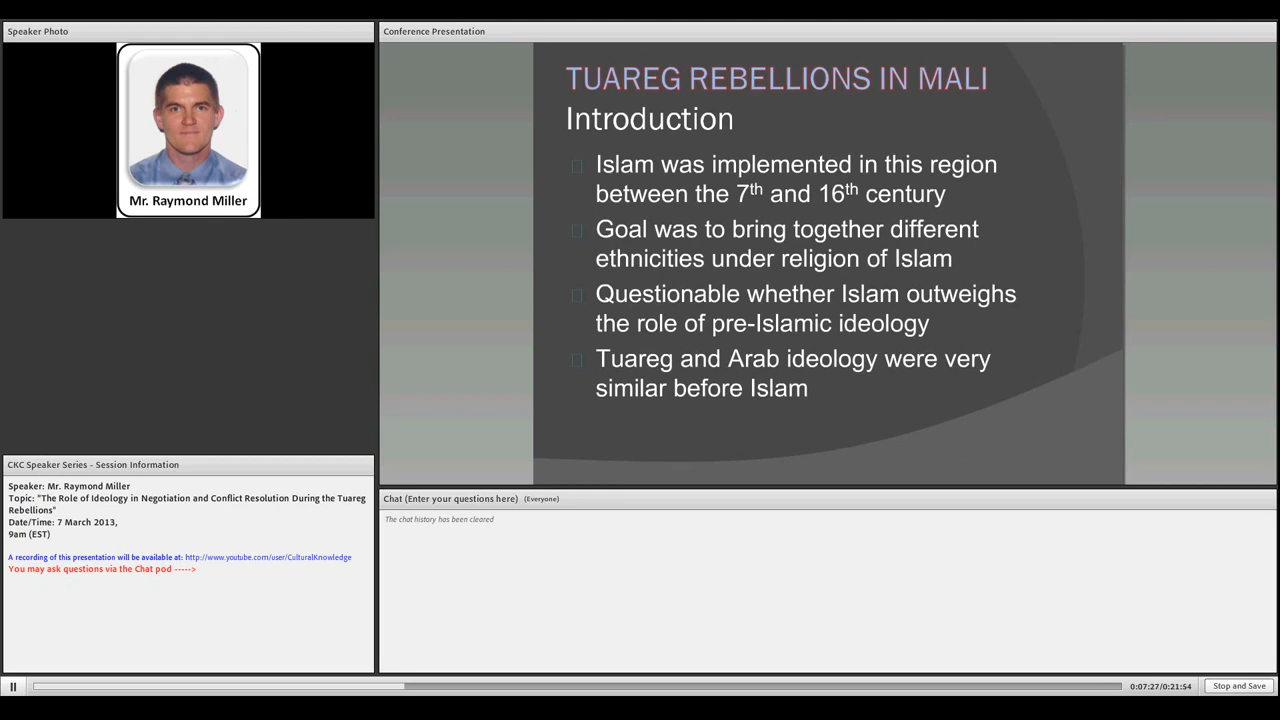 Speaker Photo
Mr. Raymond Miller
Conference Presentation
TUAREG REBELLIONS IN MALI
Introduction
Islam was implemented in this region
between the 7th and 16th century
Goal was to bring together different
ethnicities under religion of Islam
Questionable whether Islam outweighs
the role of pre-Islamic ideology
Tuareg and Arab ideology were very
similar before Islam
CKC Speaker Series - Session Information
Speaker: Mr. Raymond Miller
Topic: "The Role of Ideology in Negotiation and Conflict Resolution During the Tuareg
Rebellions"
Date/Time: 7 March 2013,
9am (EST)
A recording of this presentation will be available at: http://www.youtube.com/user/CulturalKnowledge
You may ask questions via the Chat pod ----->
Chat (Enter your questions here) (Everyone)
The chat history has been cleared
0:07:27/0:21:54
Stop and Save